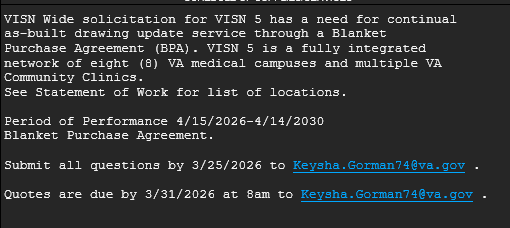 VISN Wide solicitation for VISN 5 has a need for continual
as-built drawing update service through a Blanket
Purchase Agreement (BPA). VISN 5 is a fully integrated
network of eight (8) VA medical campuses and multiple VA
Community Clinics.
See Statement of Work for list of locations.
Period of Performance 4/15/2026-4/14/2030
Blanket Purchase Agreement.
Submit all questions by 3/25/2026 to Keysha.Gorman74@va.gov .
Quotes are due by 3/31/2026 at 8am to Keysha.Gorman74@va.gov .